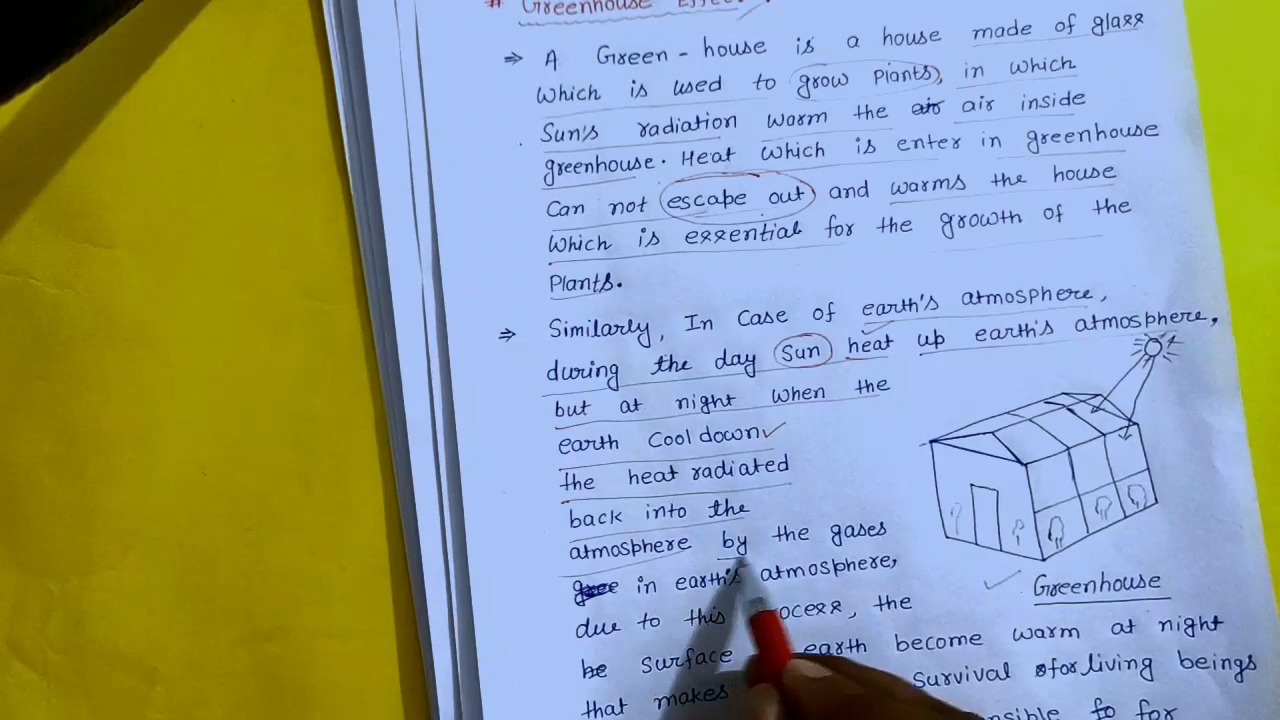 # Greenhouse Effect
⇒ A Green-house is a house made of glass
which is used to grow plants, in which
Sun's radiation warm the air air inside
greenhouse. Heat which is enter in greenhouse
Can not escape out and warms the house
which is essential for the growth of the
Plants.
⇒ Similarly, In Case of earth's atmosphere,
during the day Sun heat up earth's atmosphere,
but at night when the
earth Cool down
the heat radiated
back into the
atmosphere by the gases
in earth's atmosphere,
due to this the
be surface earth become warm at night
that makes survival for living beings
to for
Greenhouse